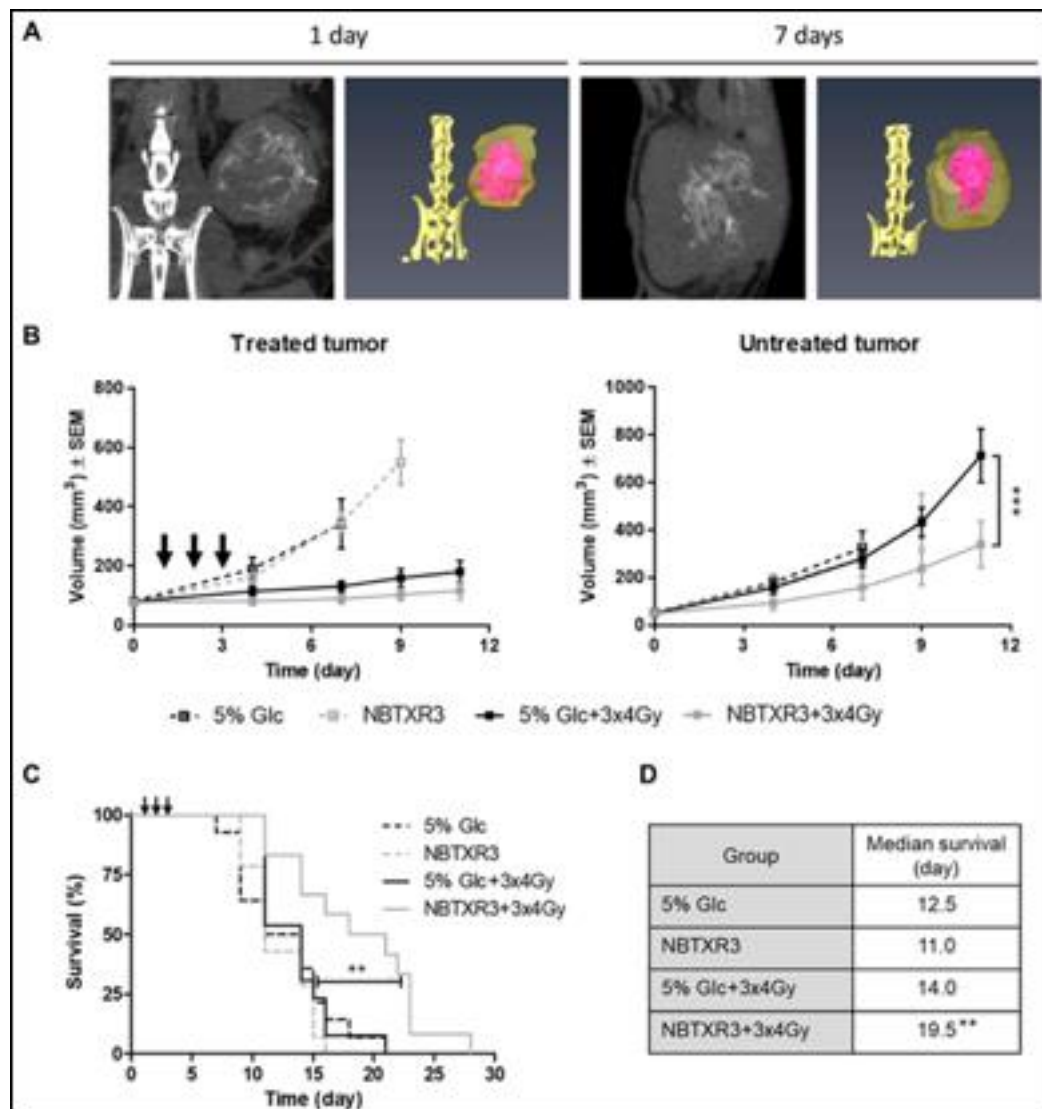 A
1 day
7 days
B
Treated tumor
Untreated tumor
Volume (mm³) ± SEM
800
600
400
200
0
0
3
6
9
12
Time (day)
Volume (mm³) ± SEM
1000
800
600
400
200
0
0
3
6
9
12
***
Time (day)
5% Glc
NBTXR3
5% Glc+3x4Gy
NBTXR3+3x4Gy
C
Survival (%)
100
75
50
25
0
0
5
10
15
20
25
30
Time (day)
5% Glc
NBTXR3
5% Glc+3x4Gy
NBTXR3+3x4Gy
**
D
Group Median survival
(day)
5% Glc 12.5
NBTXR3 11.0
5% Glc+3x4Gy 14.0
NBTXR3+3x4Gy 19.5**